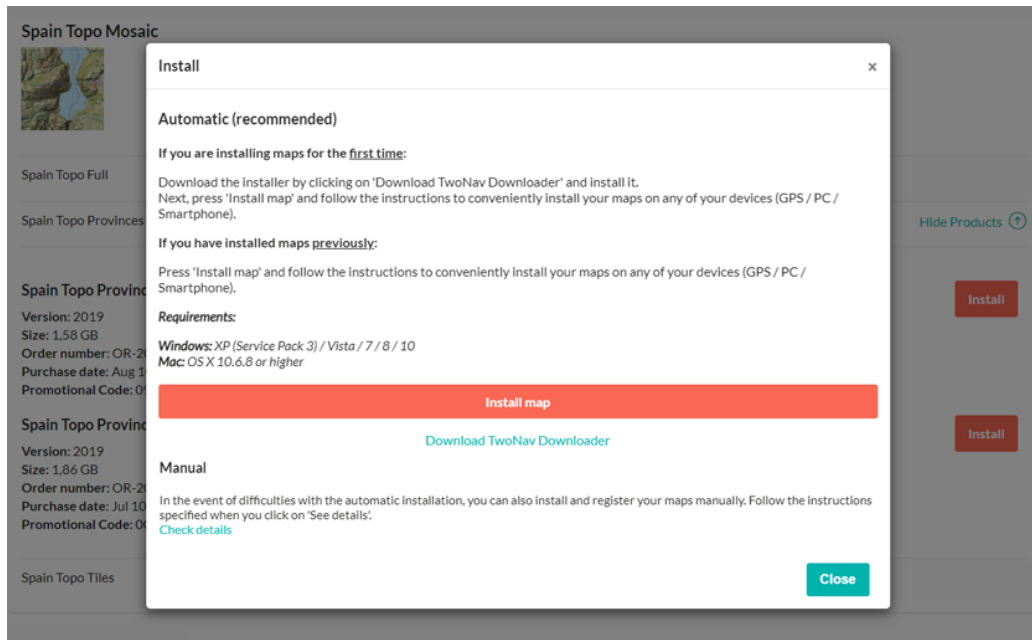 Spain Topo Mosaic
Install
×
Automatic (recommended)
If you are installing maps for the first time:
Download the installer by clicking on 'Download TwoNav Downloader' and install it.
Next, press 'Install map' and follow the instructions to conveniently install your maps on any of your devices (GPS / PC /
Smartphone).
If you have installed maps previously:
Press 'Install map' and follow the instructions to conveniently install your maps on any of your devices (GPS / PC /
Smartphone).
Requirements:
Windows: XP (Service Pack 3) / Vista / 7 / 8 / 10
Mac: OS X 10.6.8 or higher
Install map
Download TwoNav Downloader
Manual
In the event of difficulties with the automatic installation, you can also install and register your maps manually. Follow the instructions
specified when you click on 'See details'.
Check details
Close
Spain Topo Full
Spain Topo Provinces
Hide Products
Spain Topo
Install
Version: 2019
Size: 1,58 GB
Order number:
Purchase date: Aug
Promotional Code:
Spain Topo
Install
Version: 2019
Size: 1,86 GB
Order number:
Purchase date: Jul 10
Promotional Code:
Spain Topo Tiles